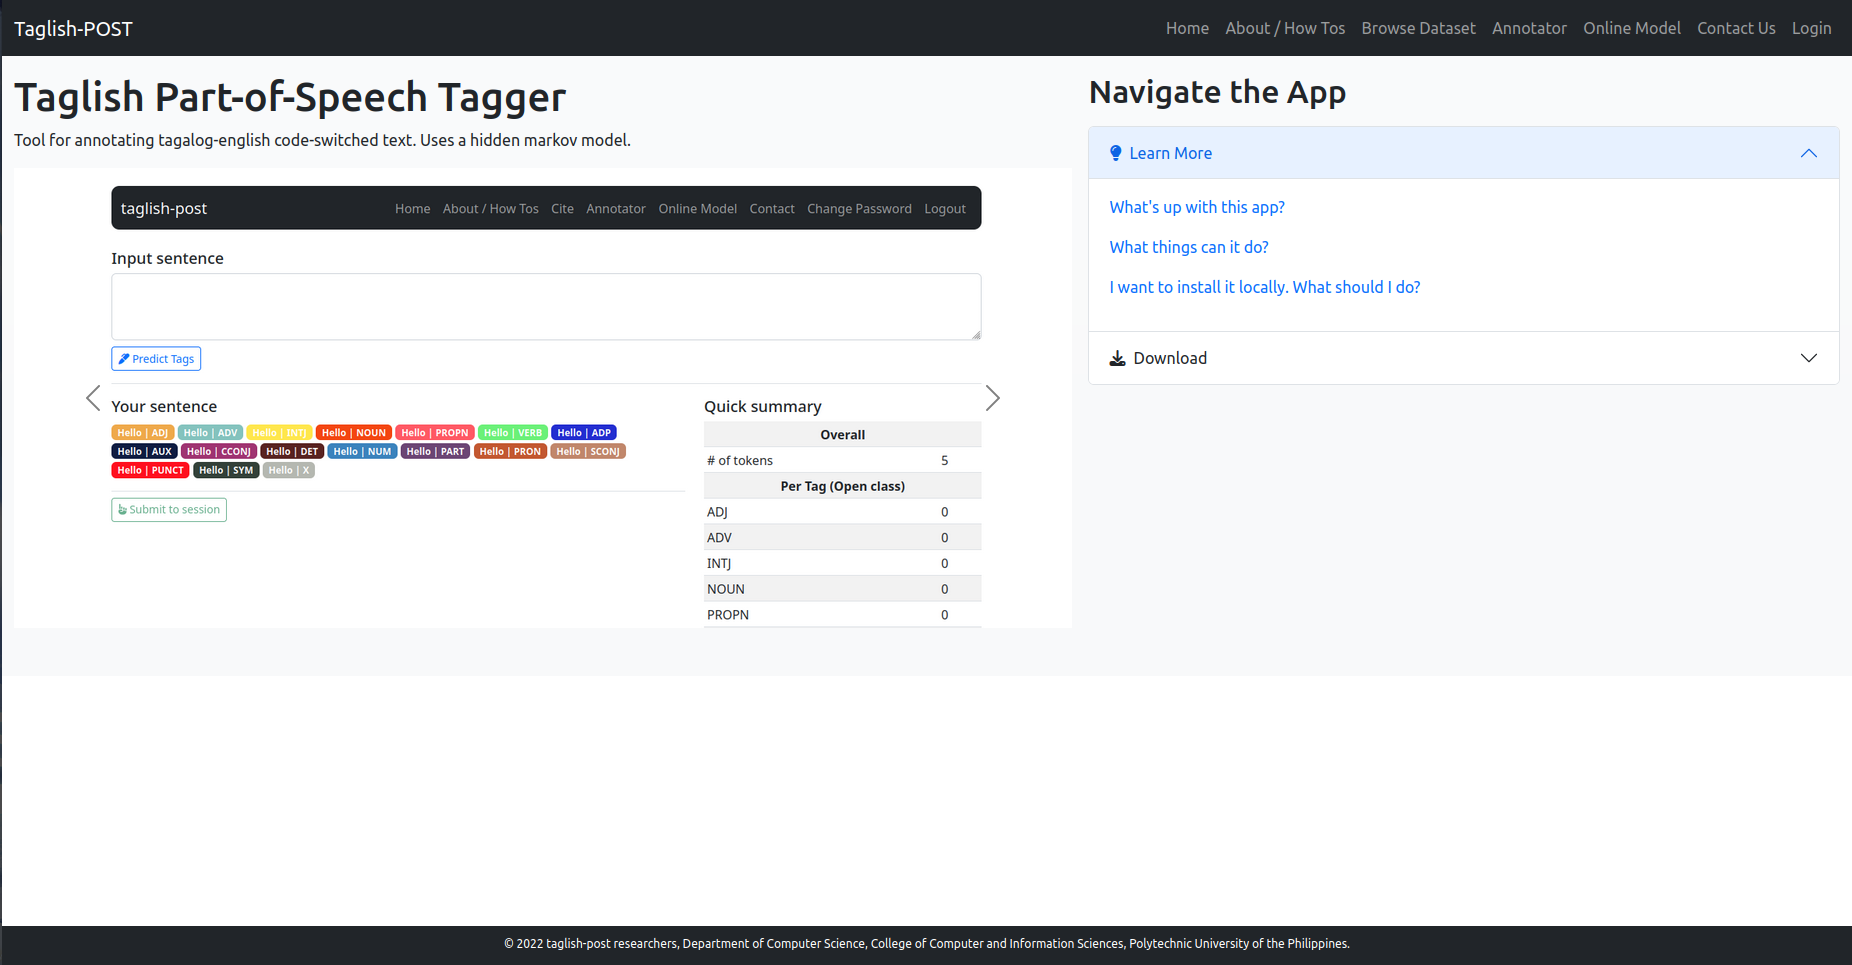 Taglish-POST
Home About / How Tos Browse Dataset Annotator Online Model Contact Us Login
Taglish Part-of-Speech Tagger
Tool for annotating tagalog-english code-switched text. Uses a hidden markov model.
taglish-post
Home About / How Tos Cite Annotator Online Model Contact Change Password Logout
Input sentence
Predict Tags
Your sentence
Hello | ADJ Hello | ADV Hello | INTJ Hello | NOUN Hello | PROPN Hello | VERB Hello | ADP
Hello | AUX Hello | CCONJ Hello | DET Hello | NUM Hello | PART Hello | PRON Hello | SCONJ
Hello | PUNCT Hello | SYM Hello | X
Submit to session
Quick summary
Overall
# of tokens 5
Per Tag (Open class)
ADJ 0
ADV 0
INTJ 0
NOUN 0
PROPN 0
Navigate the App
Learn More
What's up with this app?
What things can it do?
I want to install it locally. What should I do?
Download
© 2022 taglish-post researchers, Department of Computer Science, College of Computer and Information Sciences, Polytechnic University of the Philippines.